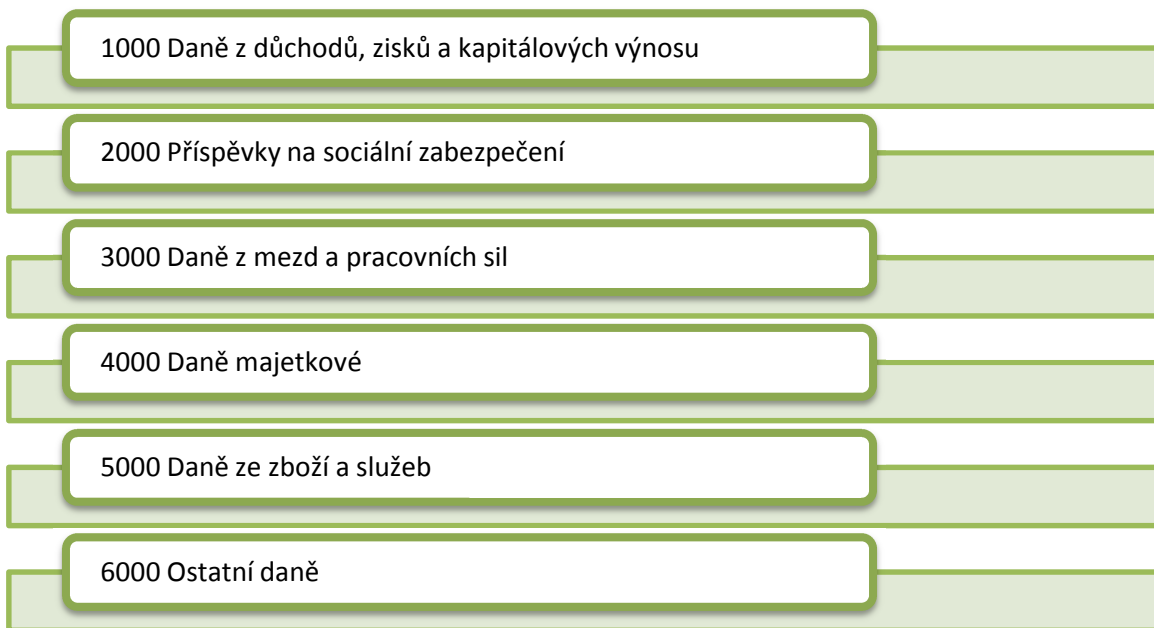 1000 Daně z důchodů, zisků a kapitálových výnosu
2000 Příspěvky na sociální zabezpečení
3000 Daně z mezd a pracovních sil
4000 Daně majetkové
5000 Daně ze zboží a služeb
6000 Ostatní daně